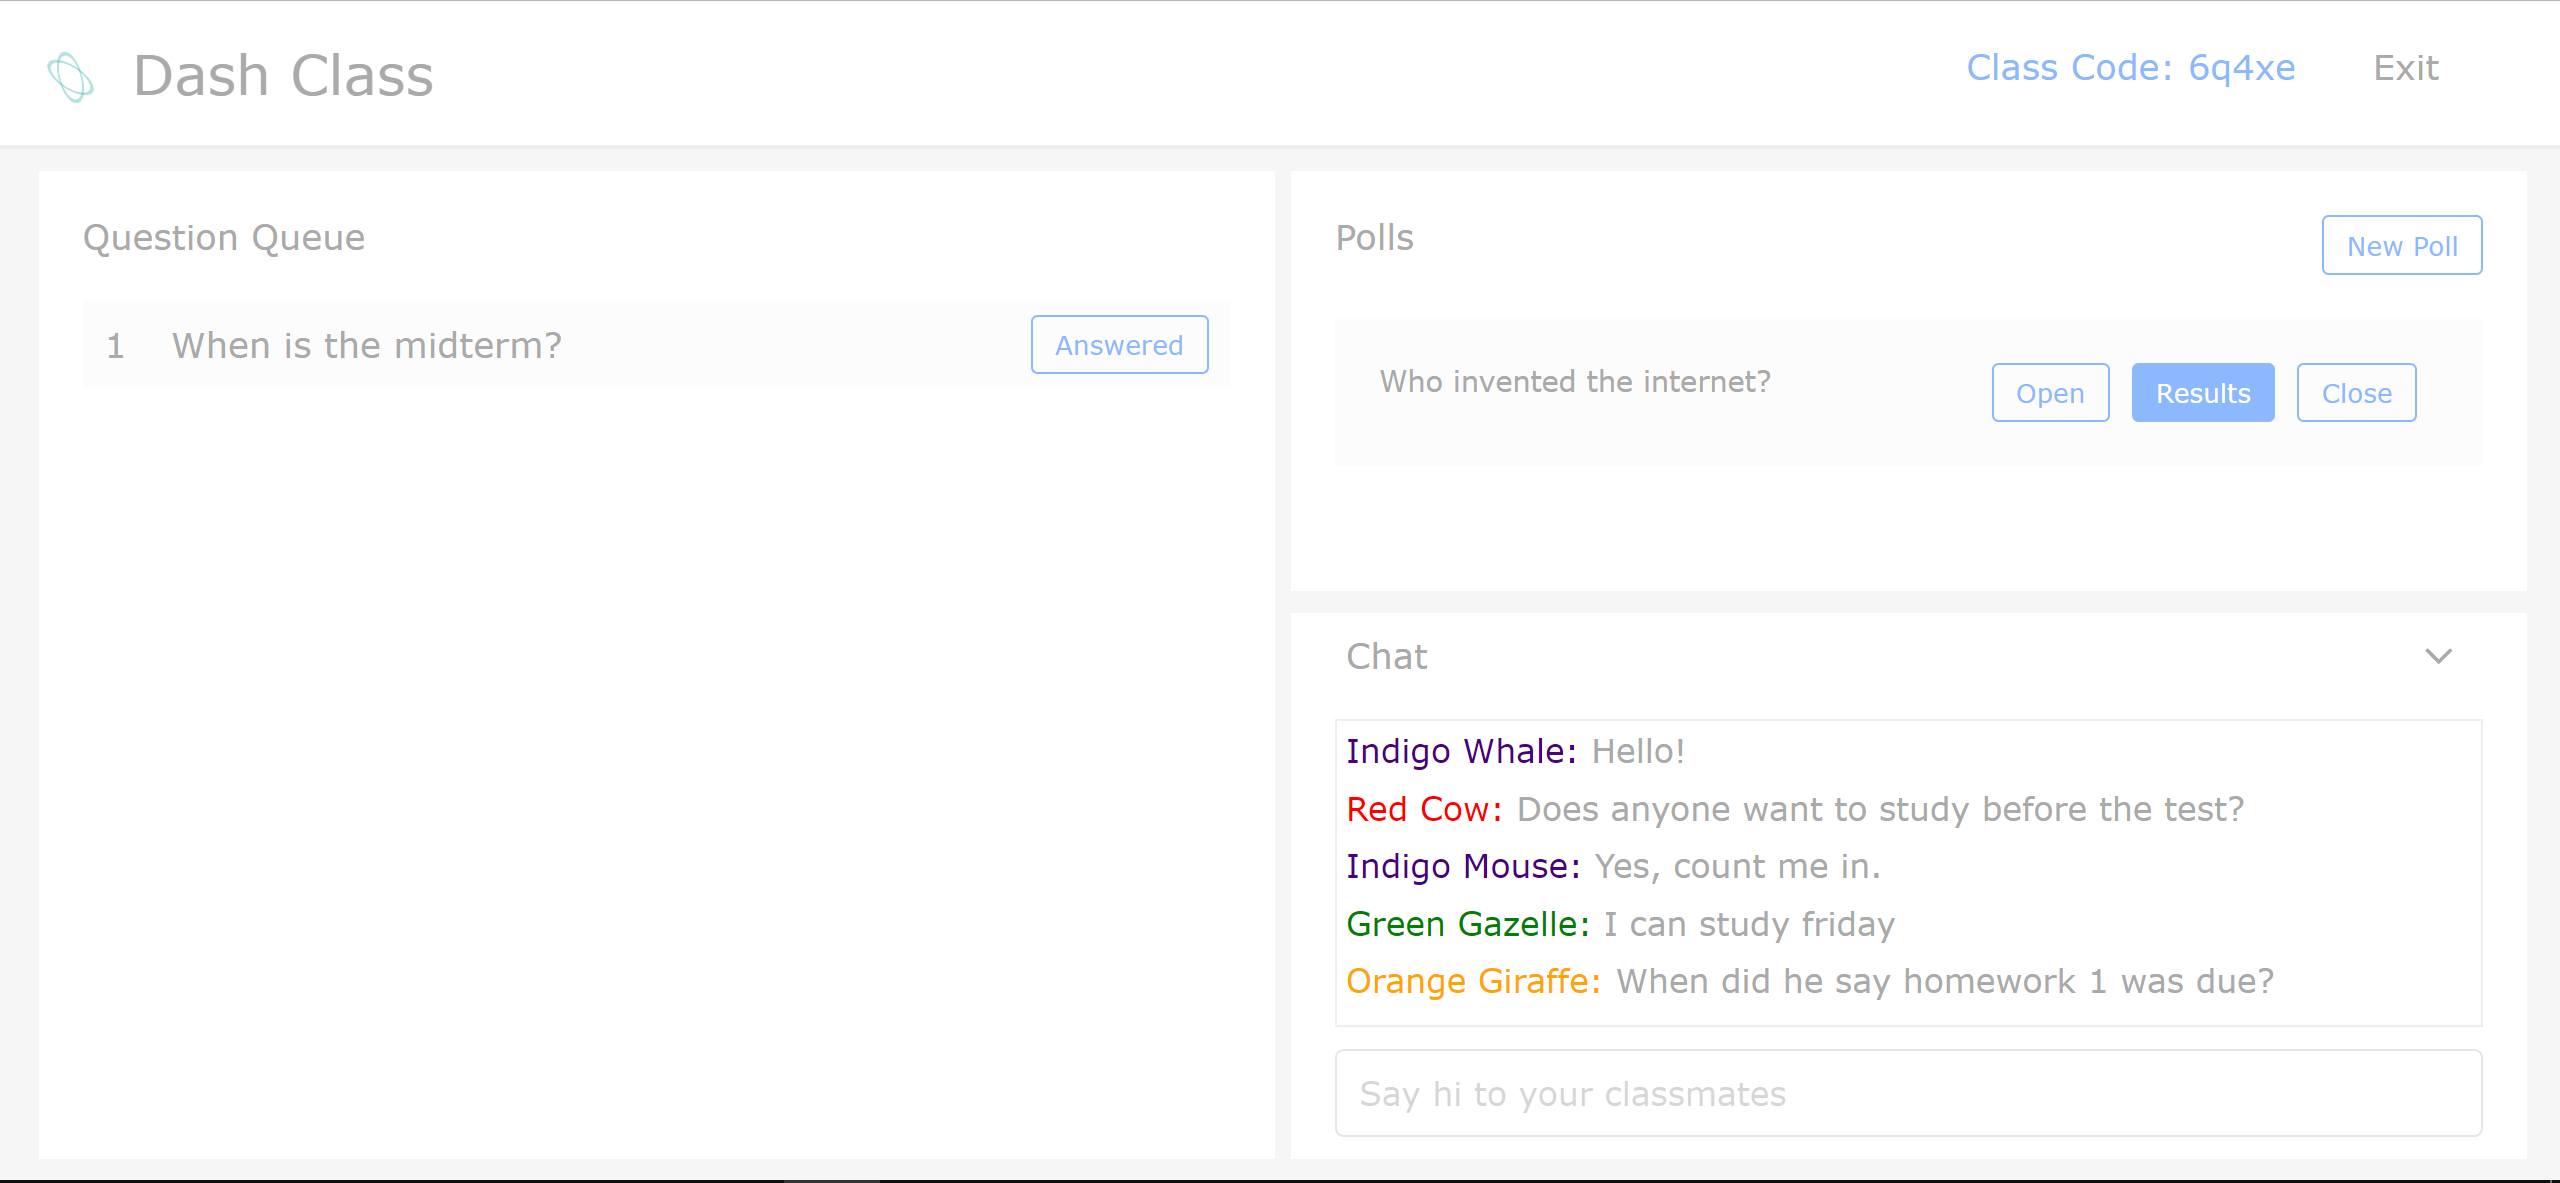 Dash Class
Class Code: 6q4xe
Exit
Question Queue
1 When is the midterm?
Answered
Polls
New Poll
Who invented the internet?
Open
Results
Close
Chat
Indigo Whale: Hello!
Red Cow: Does anyone want to study before the test?
Indigo Mouse: Yes, count me in.
Green Gazelle: I can study friday
Orange Giraffe: When did he say homework 1 was due?
Say hi to your classmates